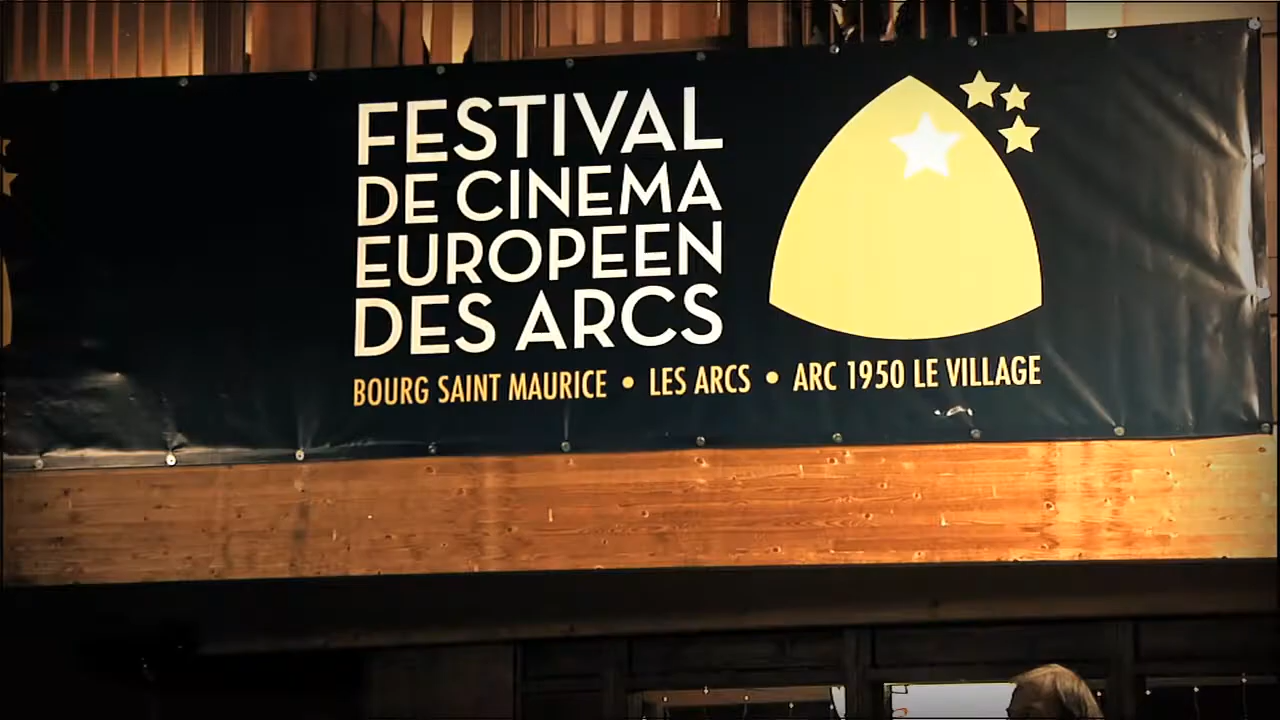 FESTIVAL
DE CINEMA
EUROPEEN
DES ARCS
BOURG SAINT MAURICE • LES ARCS • ARC 1950 LE VILLAGE